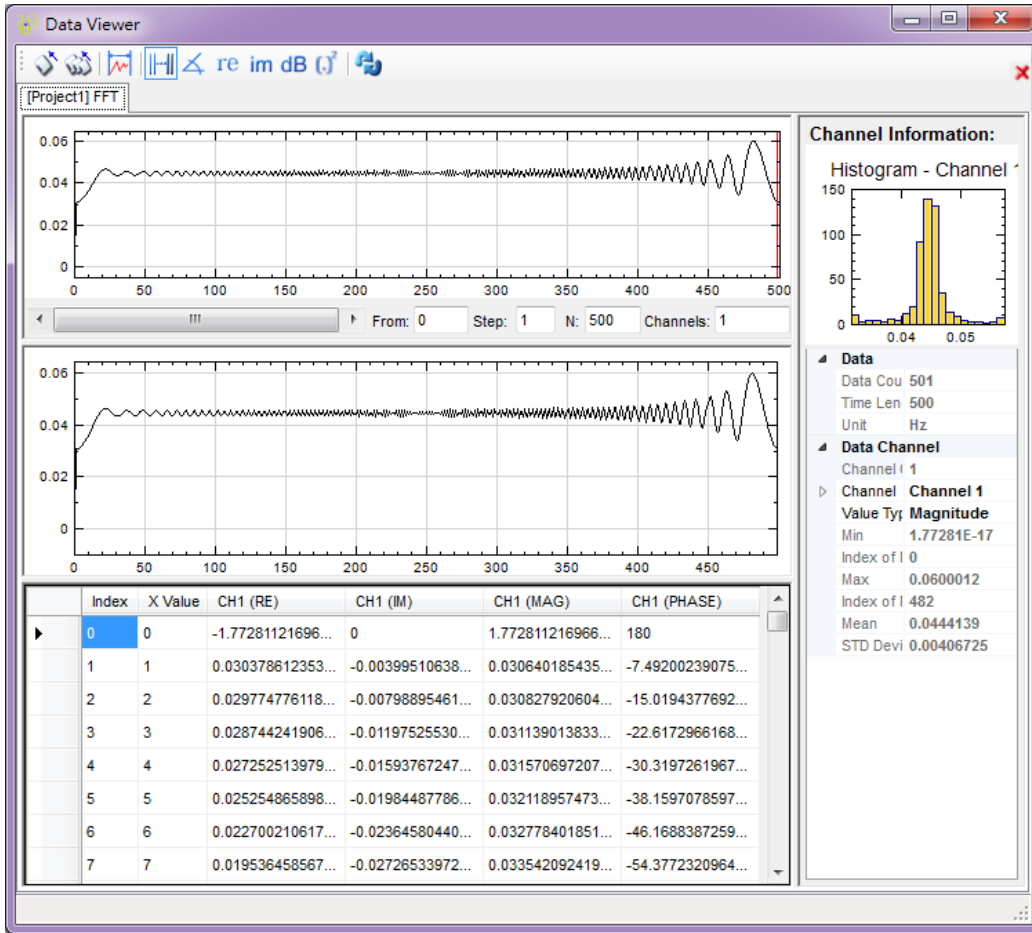 Data Viewer
re im dB (.)²
[Project1] FFT
0.06
0.04
0.02
0
0 50 100 150 200 250 300 350 400 450 500
From: 0 Step: 1 N: 500 Channels: 1
0.06
0.04
0.02
0
0 50 100 150 200 250 300 350 400 450
Index X Value CH1 (RE) CH1 (IM) CH1 (MAG) CH1 (PHASE)
0 0 -1.77281121696... 0 1.772811216966... 180
1 1 0.030378612353... -0.00399510638... 0.030640185435... -7.49200239075...
2 2 0.029774776118... -0.00798895461... 0.030827920604... -15.0194377692...
3 3 0.028744241906... -0.01197525530... 0.031139013833... -22.6172966168...
4 4 0.027252513979... -0.01593767247... 0.031570697207... -30.3197261967...
5 5 0.025254865898... -0.01984487786... 0.032118957473... -38.1597078597...
6 6 0.022700210617... -0.02364580440... 0.032778401851... -46.1688387259...
7 7 0.019536458567... -0.02726533972... 0.033542092419... -54.3772320964...
Channel Information:
Histogram - Channel
150
100
50
0
0.04 0.05
Data
Data Cou 501
Time Len 500
Unit Hz
Data Channel
Channel 1
Channel Channel 1
Value Typ Magnitude
Min 1.77281E-17
Index of 0
Max 0.0600012
Index of 482
Mean 0.0444139
STD Devi 0.00406725